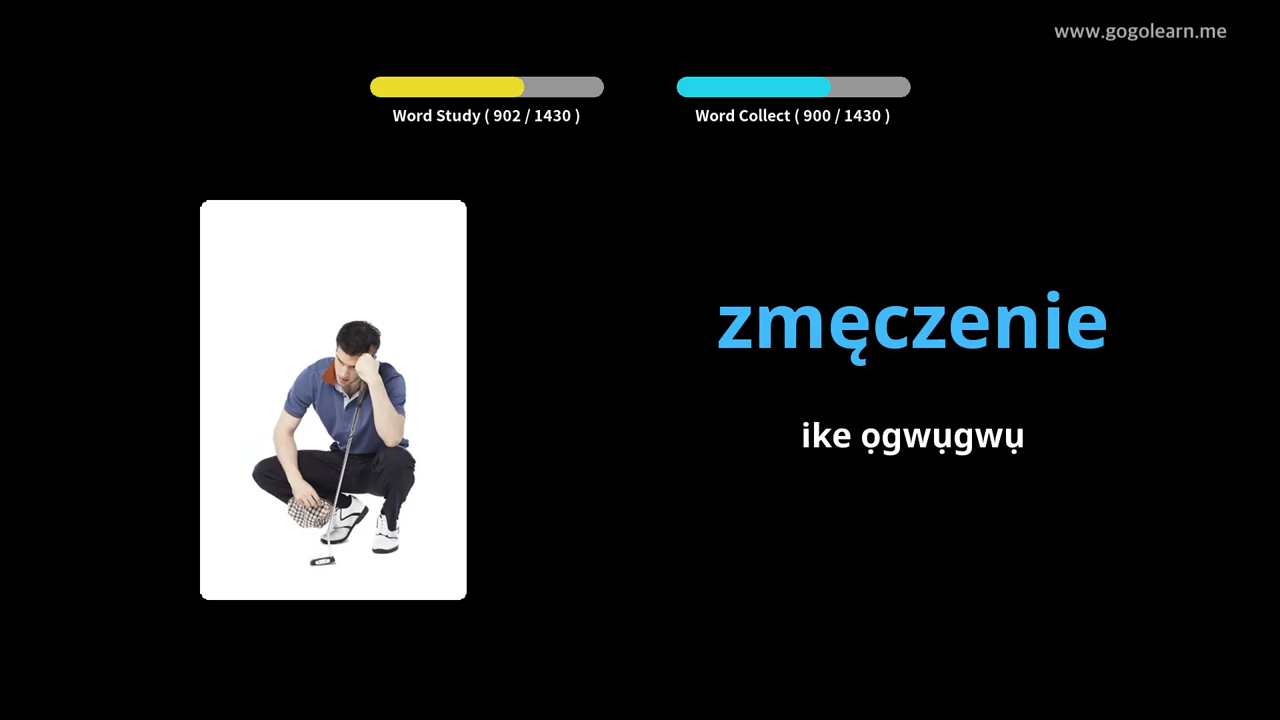 www.gogolearn.me
Word Study ( 902 / 1430 )
Word Collect ( 900 / 1430 )
zmęczenie
ike ọgwụgwụ